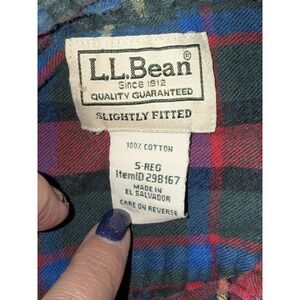 L.L.Bean®
Since 1912
QUALITY GUARANTEED
SLIGHTLY FITTED
100% COTTON
S-REG
ItemID 298167
MADE IN
EL SALVADOR
CARE ON REVERSE